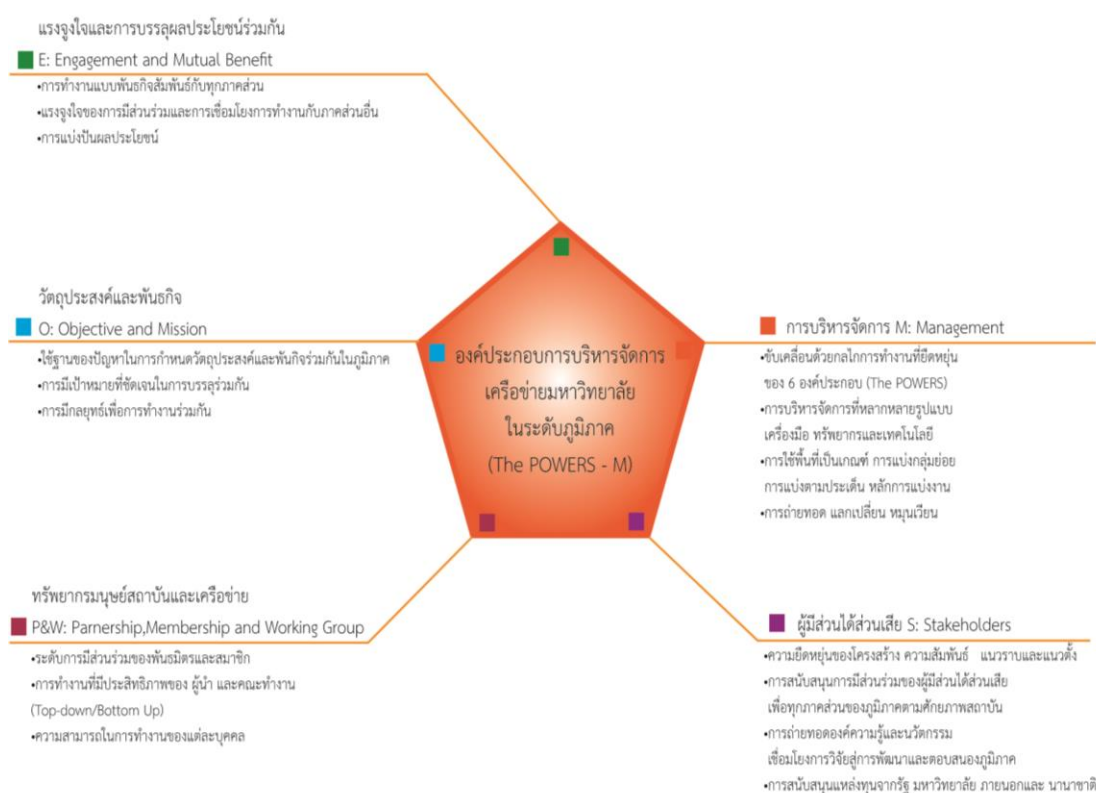 แรงจูงใจและการบรรลุผลประโยชน์ร่วมกัน
E: Engagement and Mutual Benefit
•การทำงานแบบพันธกิจสัมพันธ์กับทุกภาคส่วน
•แรงจูงใจของการมีส่วนร่วมและการเชื่อมโยงการทำงานกับภาคส่วนอื่น
•การแบ่งปันผลประโยชน์
วัตถุประสงค์และพันธกิจ
O: Objective and Mission
•ใช้ฐานของปัญหาในการกำหนดวัตถุประสงค์และพันกิจร่วมกันในภูมิภาค
•การมีเป้าหมายที่ชัดเจนในการบรรลุร่วมกัน
•การมีกลยุทธ์เพื่อการทำงานร่วมกัน
องค์ประกอบการบริหารจัดการ
เครือข่ายมหาวิทยาลัย
ในระดับภูมิภาค
(The POWERS - M)
การบริหารจัดการ M: Management
•ขับเคลื่อนด้วยกลไกการทำงานที่ยืดหยุ่น
ของ 6 องค์ประกอบ (The POWERS)
•การบริหารจัดการที่หลากหลายรูปแบบ
เครื่องมือ ทรัพยากรและเทคโนโลยี
•การใช้พื้นที่เป็นเกณฑ์ การแบ่งกลุ่มย่อย
การแบ่งตามประเด็น หลักการแบ่งงาน
•การถ่ายทอด แลกเปลี่ยน หมุนเวียน
ทรัพยากรมนุษย์สถาบันและเครือข่าย
P&W: Parnership,Membership and Working Group
•ระดับการมีส่วนร่วมของพันธมิตรและสมาชิก
•การทำงานที่มีประสิทธิภาพของ ผู้นำ และคณะทำงาน
(Top-down/Bottom Up)
•ความสามารถในการทำงานของแต่ละบุคคล
ผู้มีส่วนได้ส่วนเสีย S: Stakeholders
•ความยืดหยุ่นของโครงสร้าง ความสัมพันธ์ แนวราบและแนวตั้ง
•การสนับสนุนการมีส่วนร่วมของผู้มีส่วนได้ส่วนเสีย
เพื่อทุกภาคส่วนของภูมิภาคตามศักยภาพสถาบัน
•การถ่ายทอดองค์ความรู้และนวัตกรรม
เชื่อมโยงการวิจัยสู่การพัฒนาและตอบสนองภูมิภาค
•การสนับสนุนแหล่งทุนจากรัฐ มหาวิทยาลัย ภายนอกและ นานาชาติ